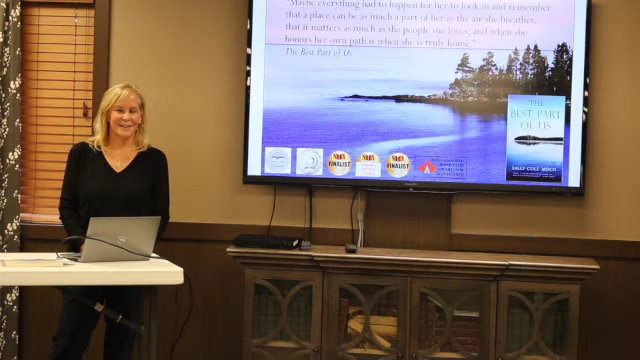 "Maybe everything had to happen for her to look in and remember
that a place can be as much a part of her as the air she breathes,
that it matters as much as the people she loves, and when she
honors her own path is when she is truly home."
The Best Part of Us
THE BEST PART
OF US
SALLY COLE-MISCH
FINALIST
FINALIST